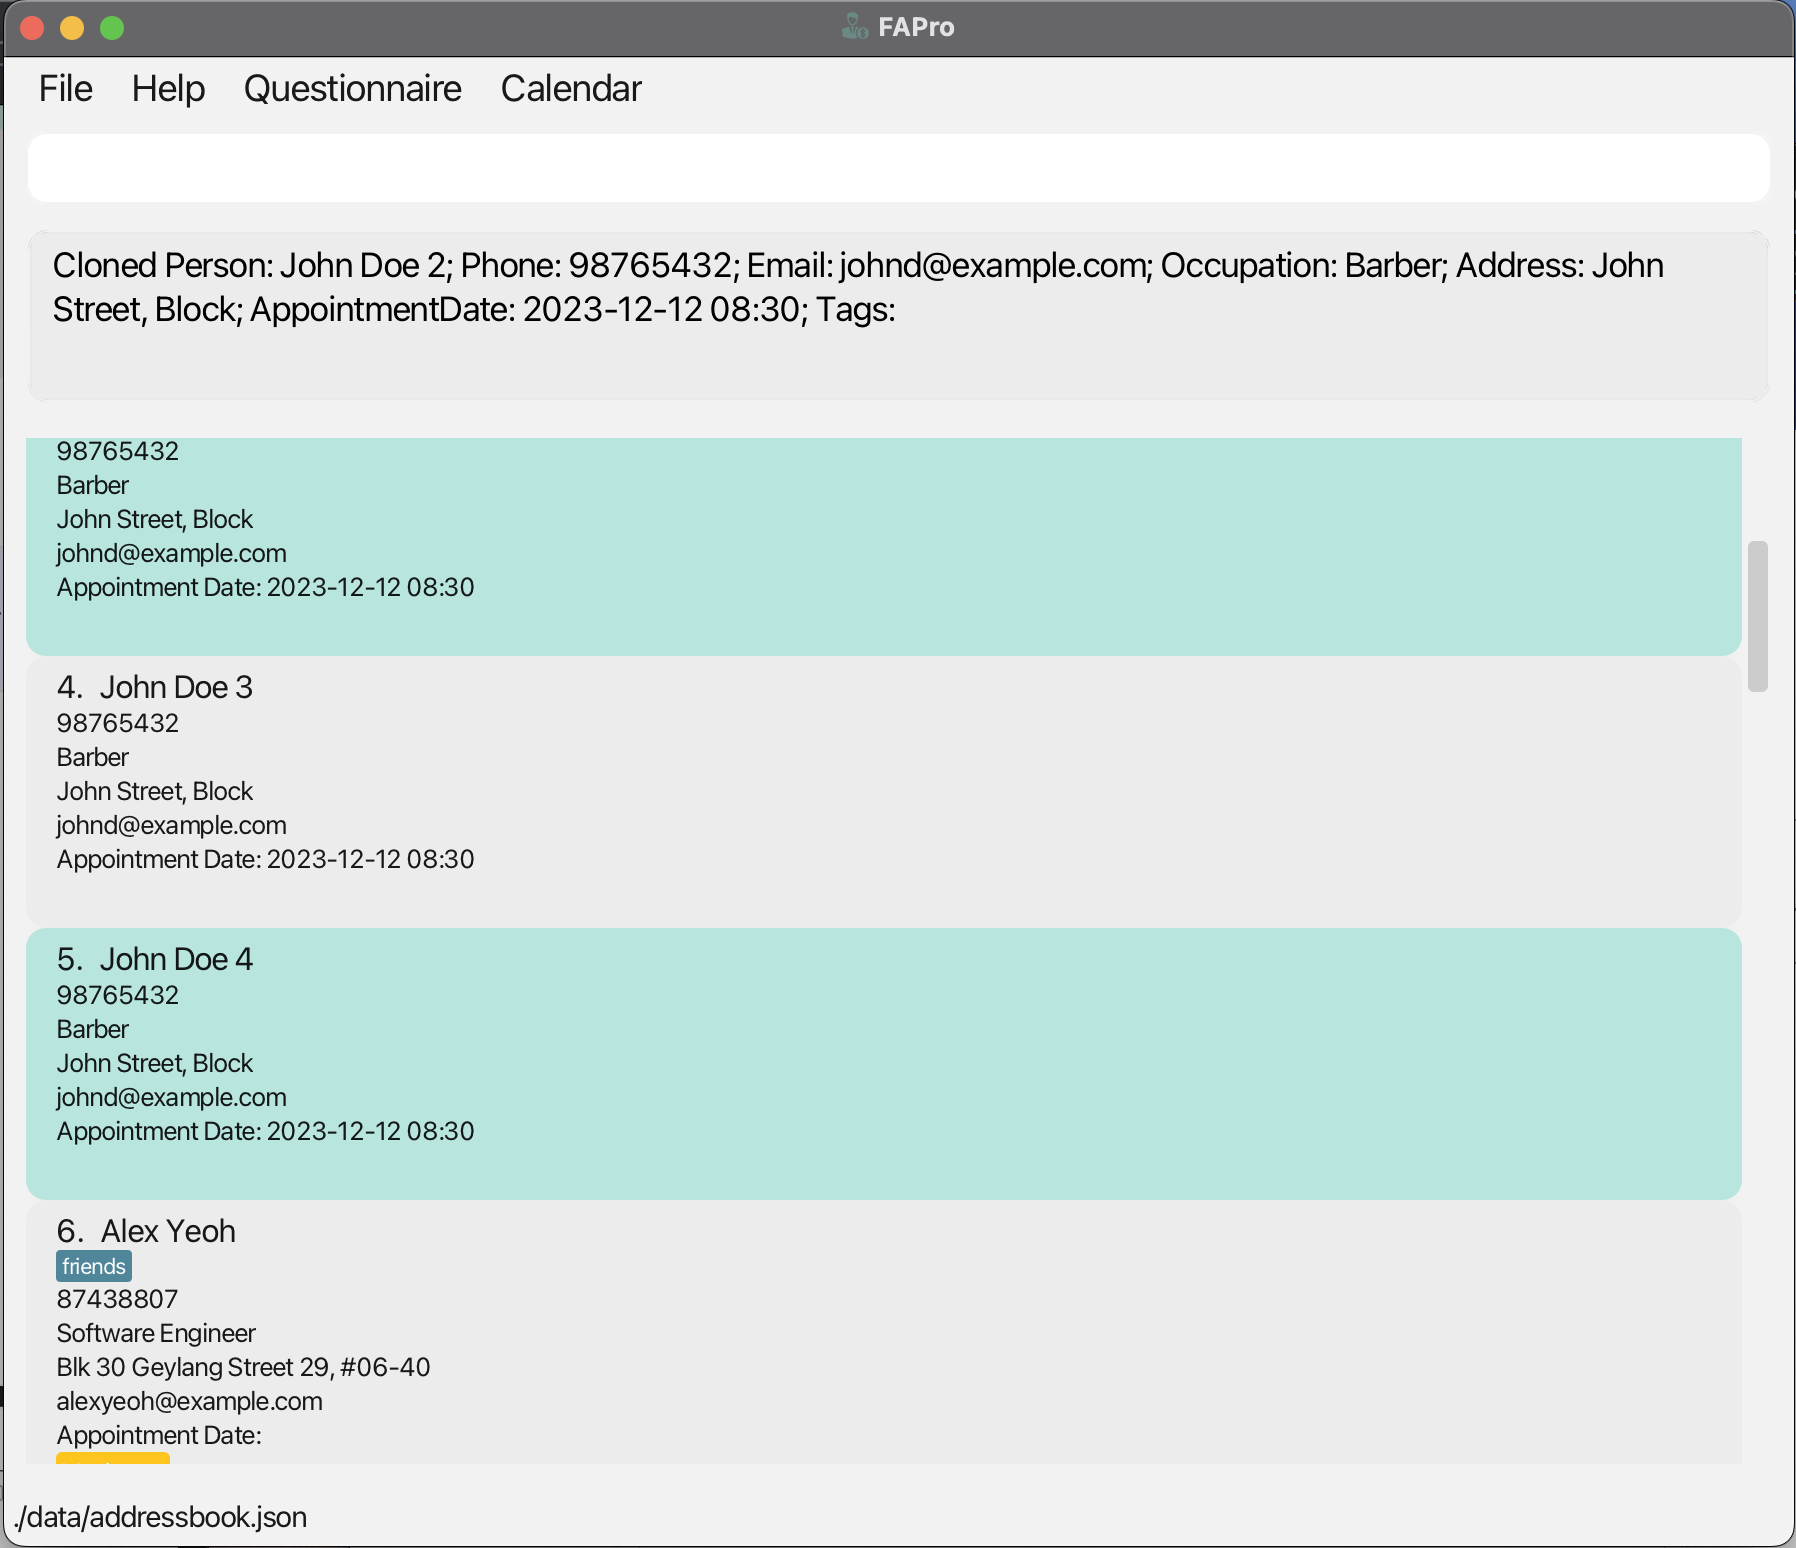 FAPro
File Help Questionnaire Calendar
Cloned Person: John Doe 2; Phone: 98765432; Email: johnd@example.com; Occupation: Barber; Address: John
Street, Block; AppointmentDate: 2023-12-12 08:30; Tags:
98765432
Barber
John Street, Block
johnd@example.com
Appointment Date: 2023-12-12 08:30
4. John Doe 3
98765432
Barber
John Street, Block
johnd@example.com
Appointment Date: 2023-12-12 08:30
5. John Doe 4
98765432
Barber
John Street, Block
johnd@example.com
Appointment Date: 2023-12-12 08:30
6. Alex Yeoh
friends
87438807
Software Engineer
Blk 30 Geylang Street 29, #06-40
alexyeoh@example.com
Appointment Date:
./data/addressbook.json